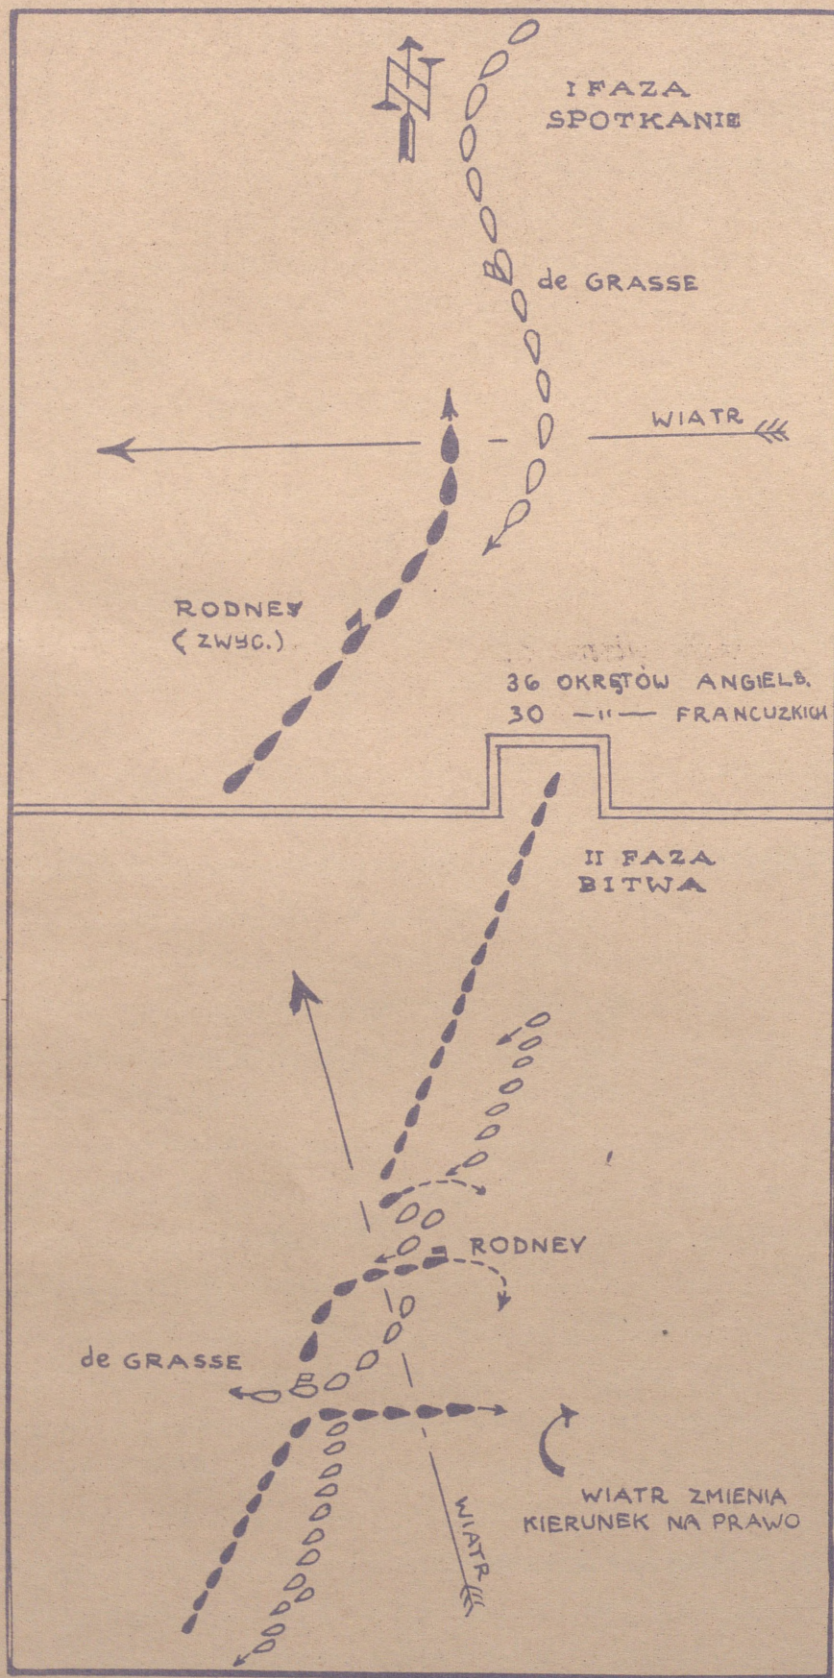 I FAZA
SPOTKANIE
de GRASSE
WIATR
RODNEY
(ZWYC.)
36 OKRĘTÓW ANGIELS.
30 —"— FRANCUZKICH
II FAZA
BITWA
RODNEY
de GRASSE
WIATR ZMIENIA
KIERUNEK NA PRAWO
WIATR